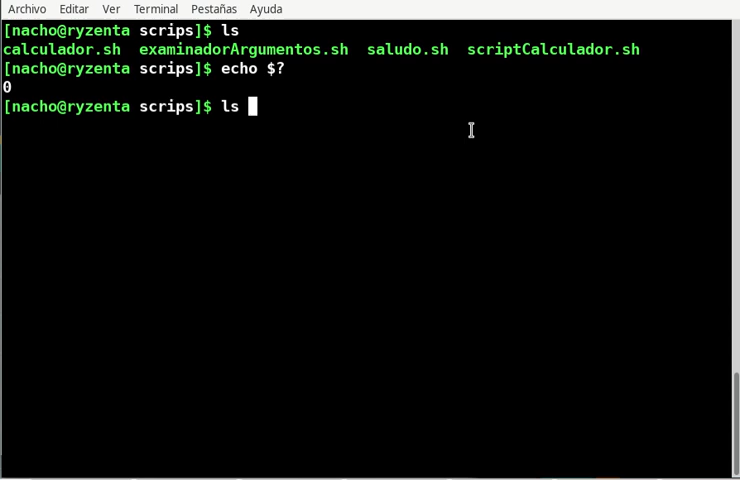 Archivo Editar Ver Terminal Pestañas Ayuda
[nacho@ryzenta scrips]$ ls
calculador.sh examinadorArgumentos.sh saludo.sh scriptCalculador.sh
[nacho@ryzenta scrips]$ echo $?
0
[nacho@ryzenta scrips]$ ls